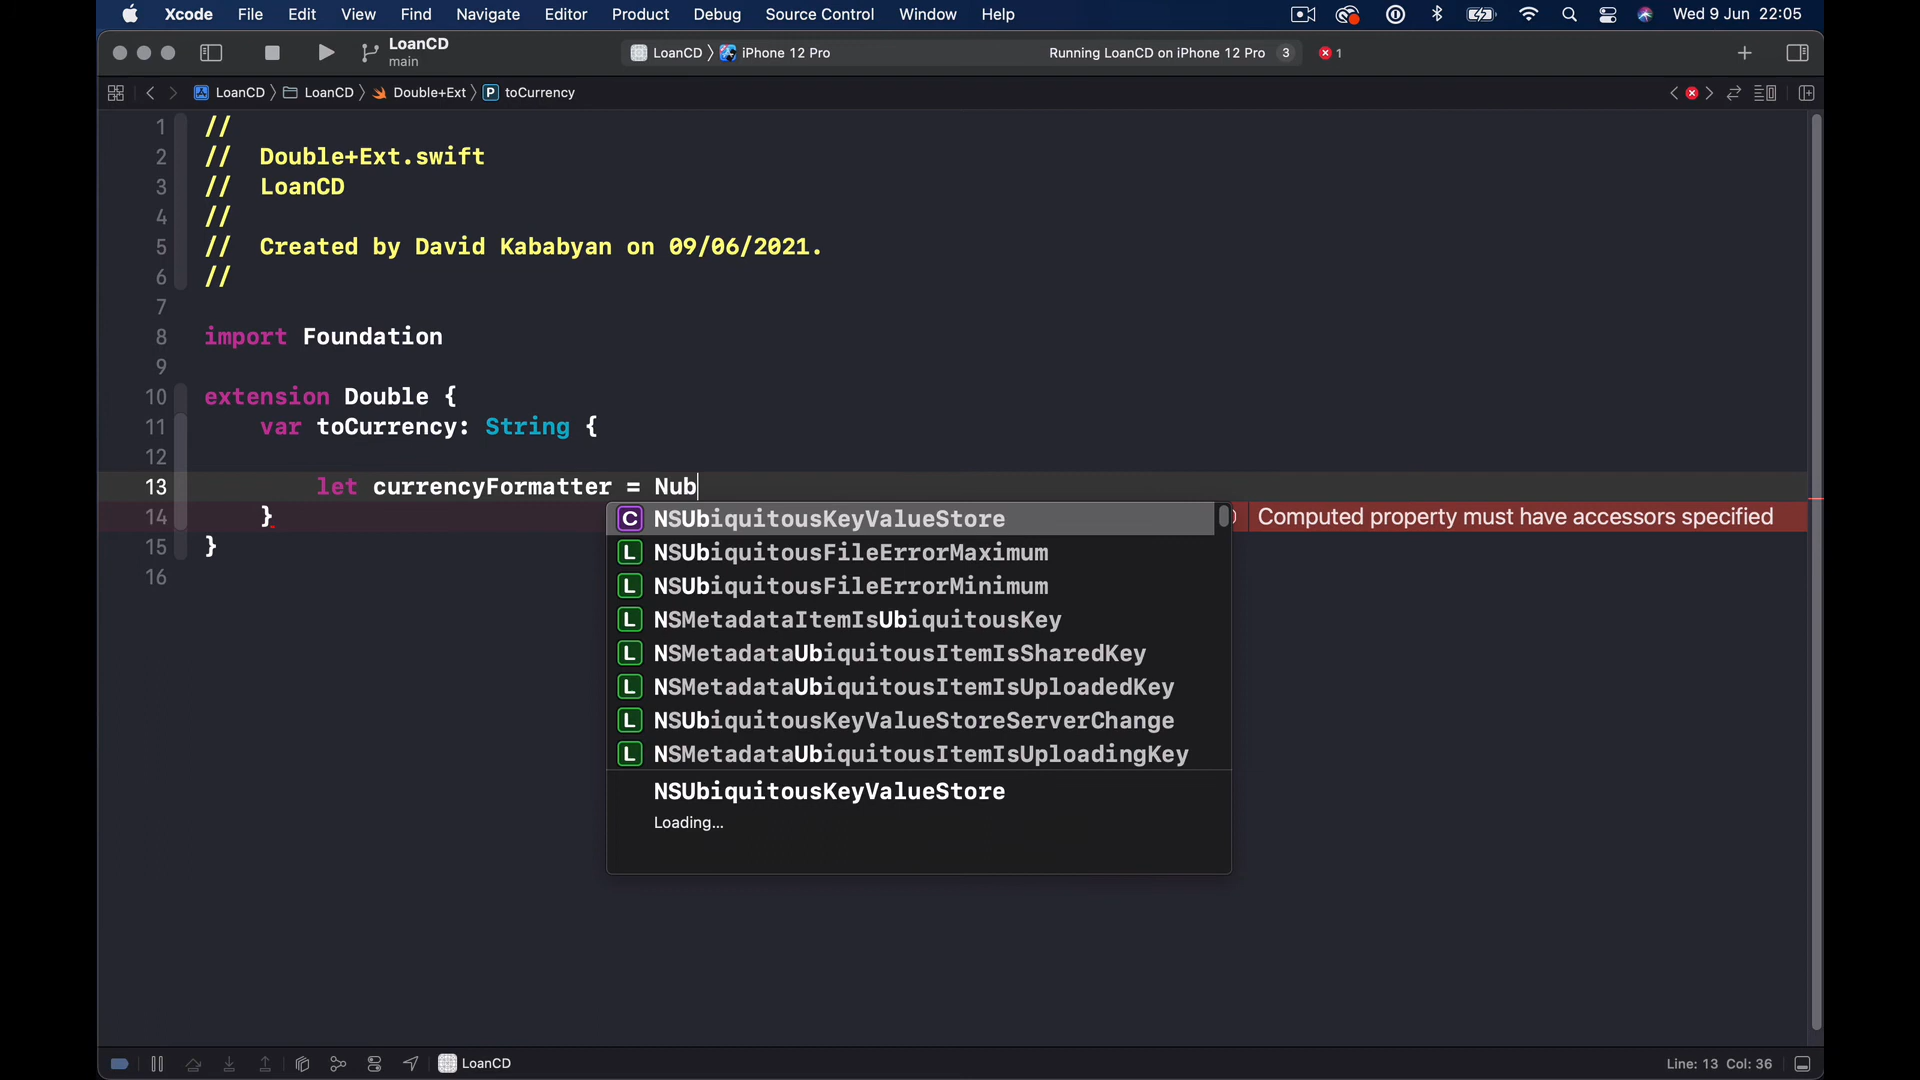 Xcode File Edit View Find Navigate Editor Product Debug Source Control Window Help Wed 9 Jun 22:05
LoanCD
main
LoanCD 〉 iPhone 12 Pro Running LoanCD on iPhone 12 Pro 3 1
LoanCD 〉 LoanCD 〉 Double+Ext 〉 P toCurrency
1 //
2 // Double+Ext.swift
3 // LoanCD
4 //
5 // Created by David Kababyan on 09/06/2021.
6 //
7
8 import Foundation
9
10 extension Double {
11 var toCurrency: String {
12
13 let currencyFormatter = Nub
14 } Computed property must have accessors specified
15 }
16
C NSUbiquitousKeyValueStore
L NSUbiquitousFileErrorMaximum
L NSUbiquitousFileErrorMinimum
L NSMetadataItemIsUbiquitousKey
L NSMetadataUbiquitousItemIsSharedKey
L NSMetadataUbiquitousItemIsUploadedKey
L NSUbiquitousKeyValueStoreServerChange
L NSMetadataUbiquitousItemIsUploadingKey
NSUbiquitousKeyValueStore
Loading...
LoanCD Line: 13 Col: 36